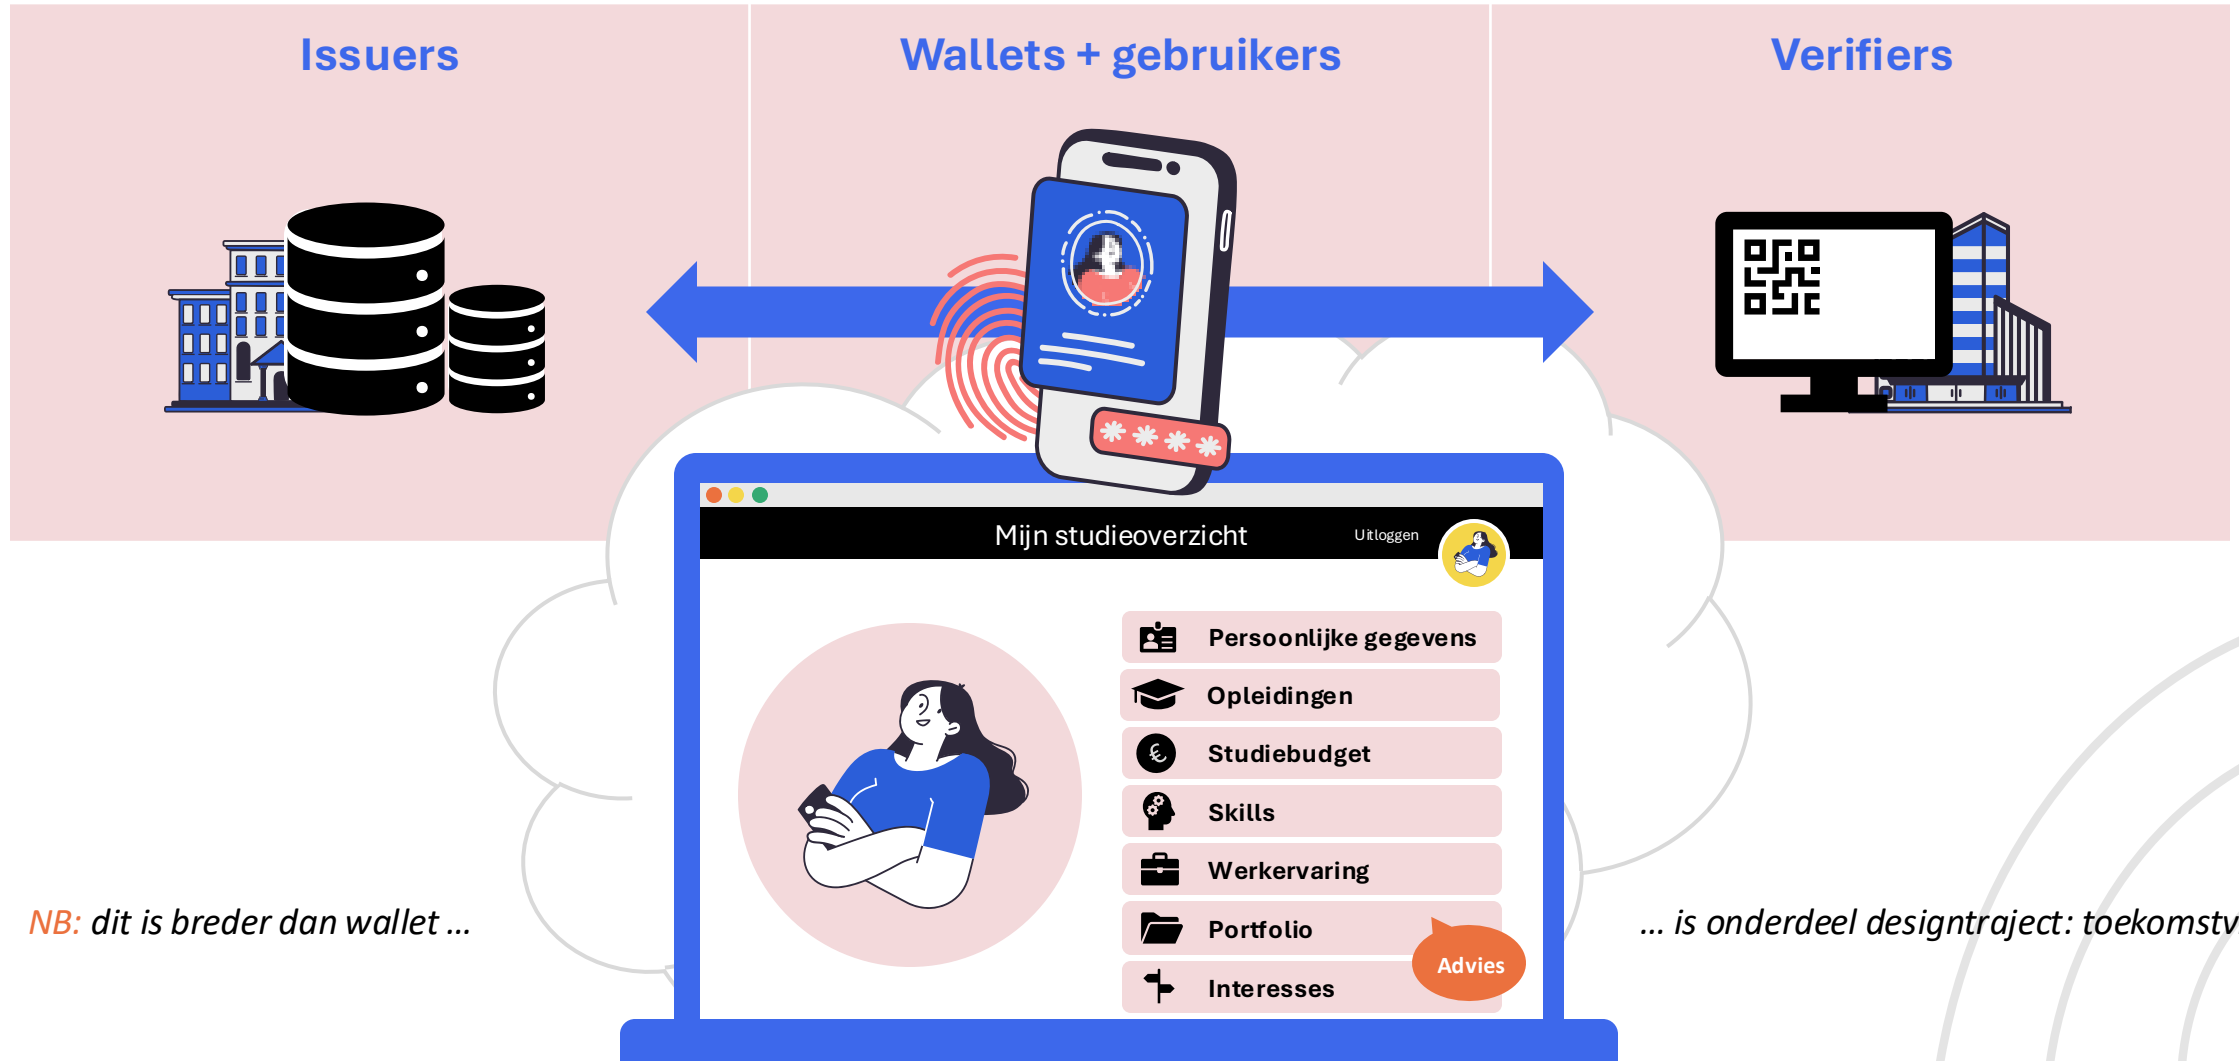 Issuers
Wallets + gebruikers
Verifiers
Mijn studieoverzicht
Uitloggen
Persoonlijke gegevens
Opleidingen
Studiebudget
Skills
Werkervaring
Portfolio
Interesses
Advies
NB: dit is breder dan wallet ...
... is onderdeel designtraject: